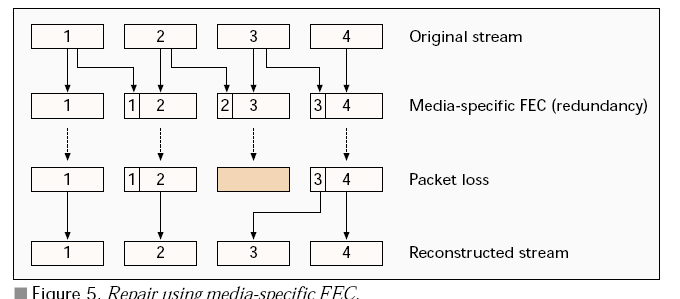 1 2 3 4 Original stream
1 1 2 2 3 3 4 Media-specific FEC (redundancy)
1 1 2 3 4 Packet loss
1 2 3 4 Reconstructed stream
Figure 5. Repair using media-specific FEC.